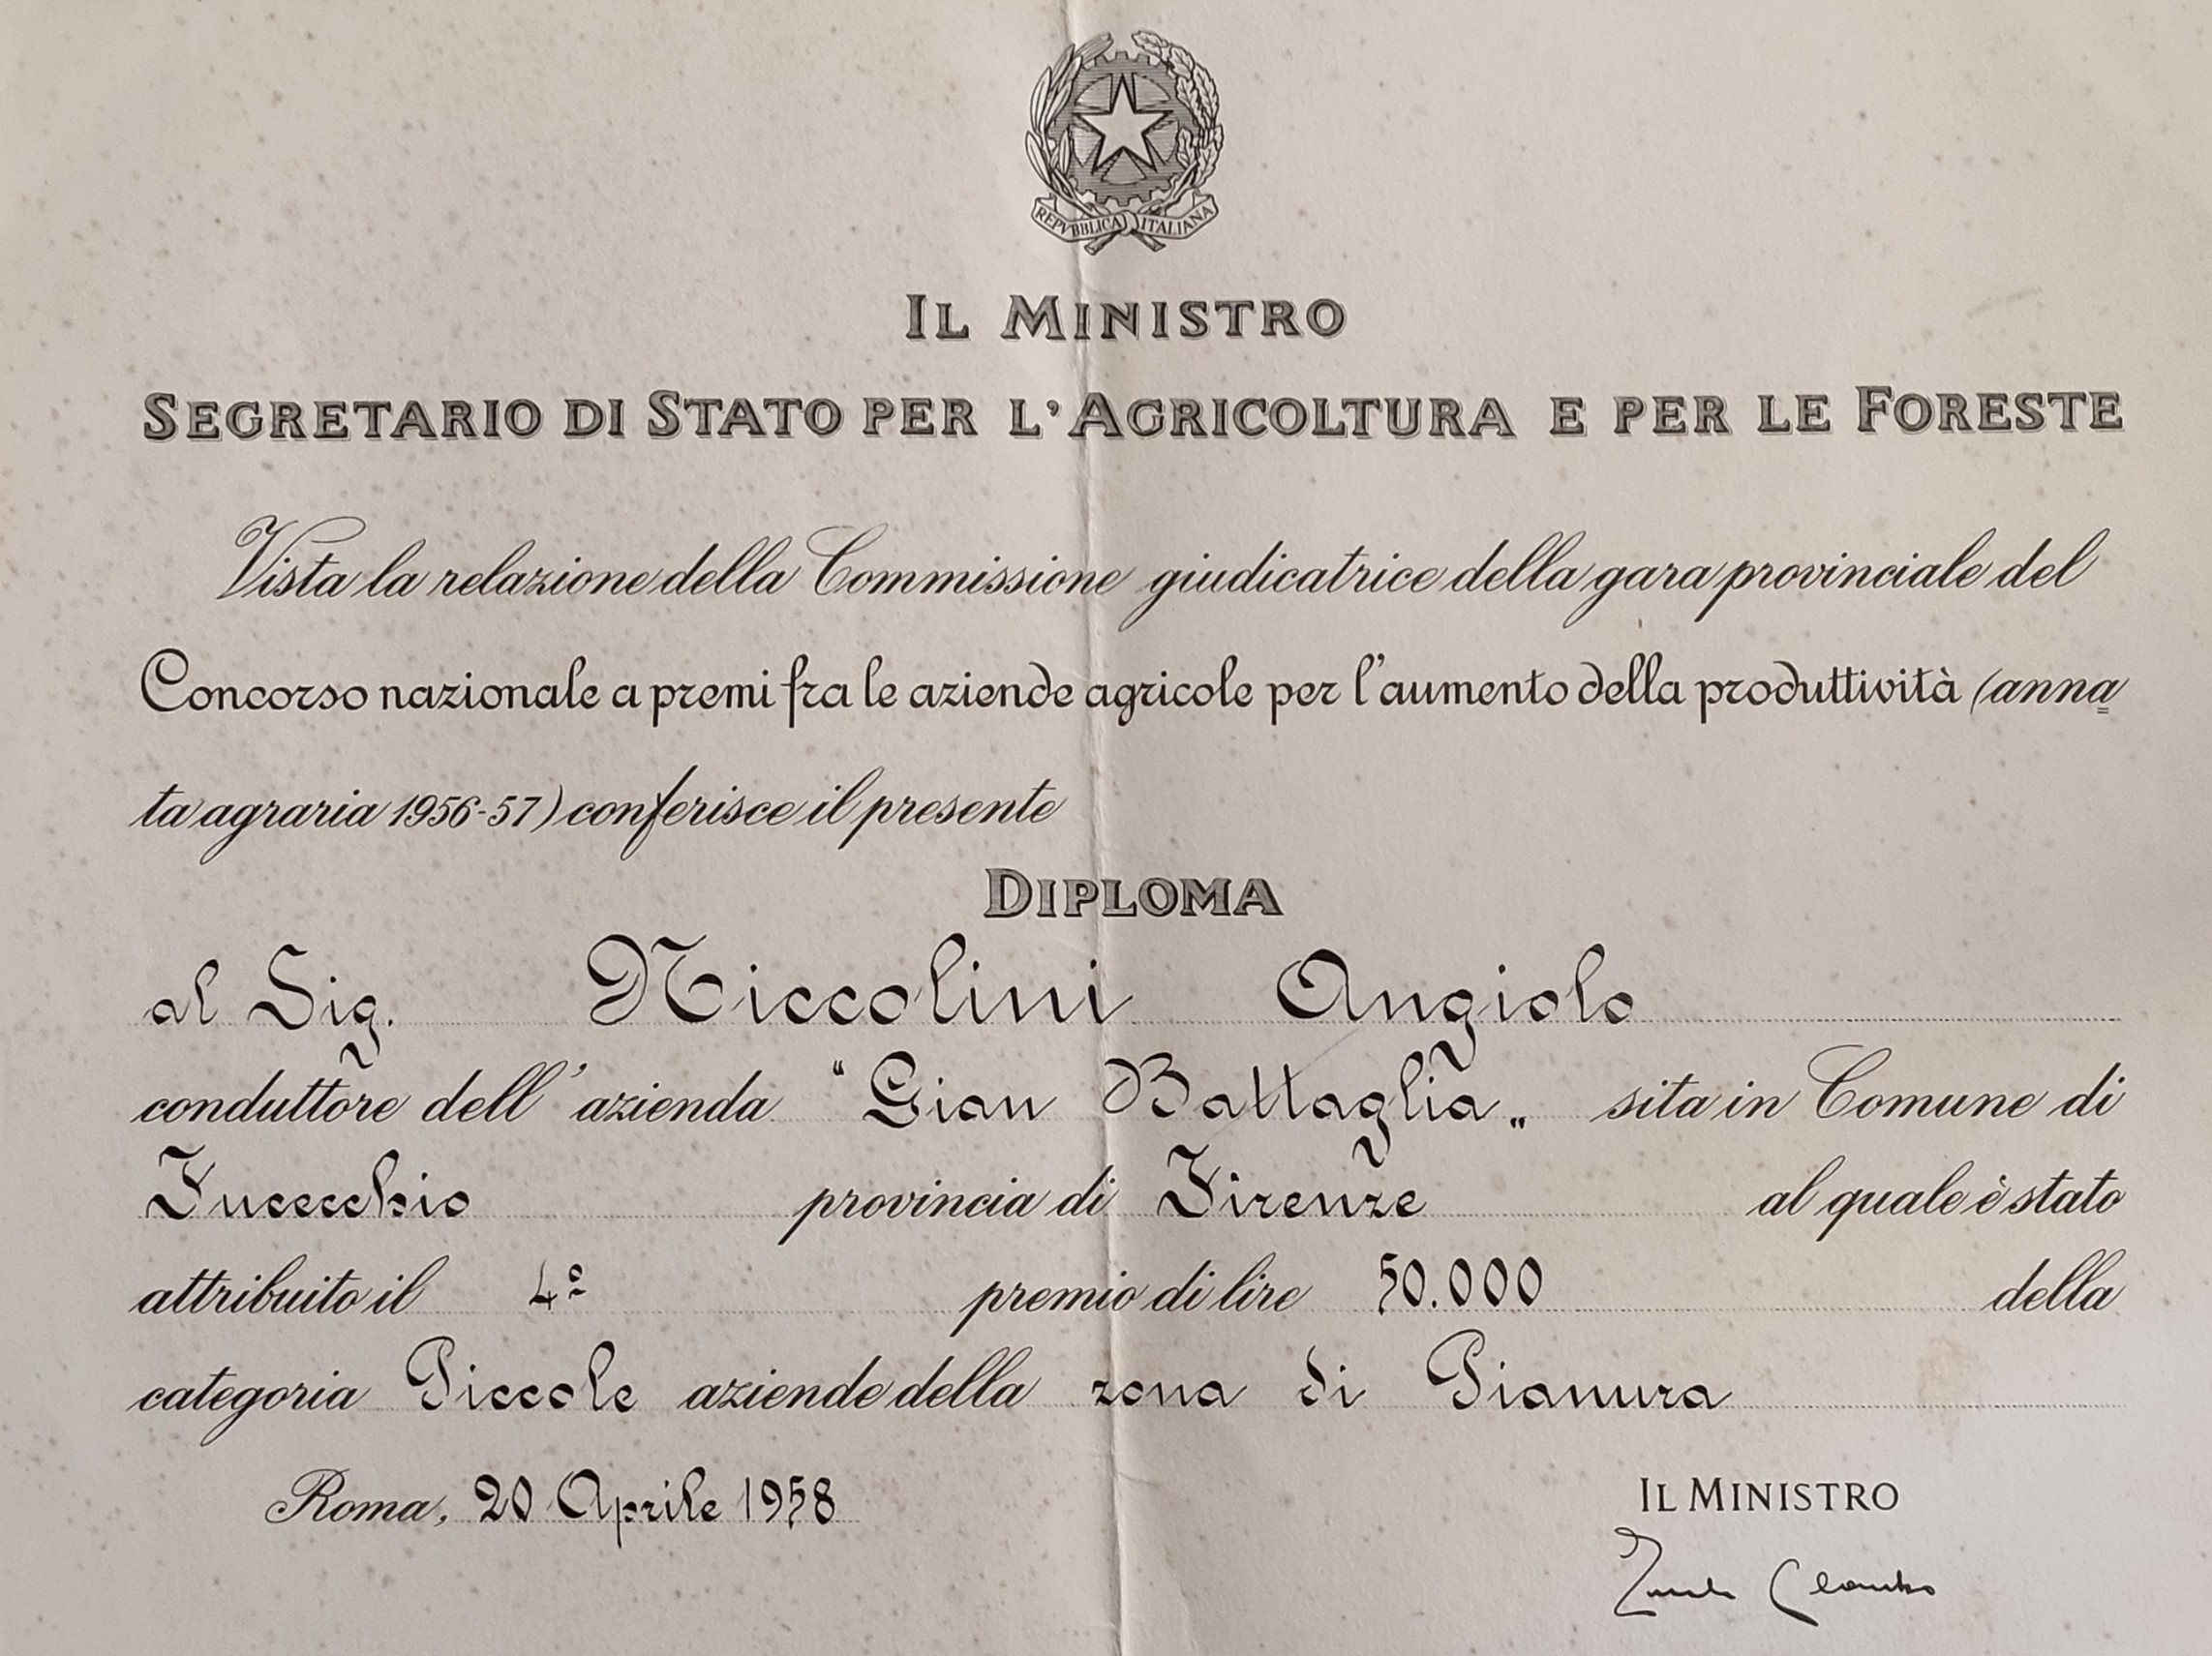 REPVBBLICA ITALIANA
IL MINISTRO
SEGRETARIO DI STATO PER L'AGRICOLTURA E PER LE FORESTE
Vista la relazione della Commissione giudicatrice della gara provinciale del
Concorso nazionale a premi fra le aziende agricole per l'aumento della produttività (anna=
ta agraria 1956-57) conferisce il presente
DIPLOMA
al Sig. Niccolini Angiolo
conduttore dell'azienda "Gian Battaglia„ sita in Comune di
Fucecchio provincia di Firenze al quale è stato
attribuito il 4° premio di lire 50.000 della
categoria Piccole aziende della zona di Pianura
Roma, 20 Aprile 1958
IL MINISTRO